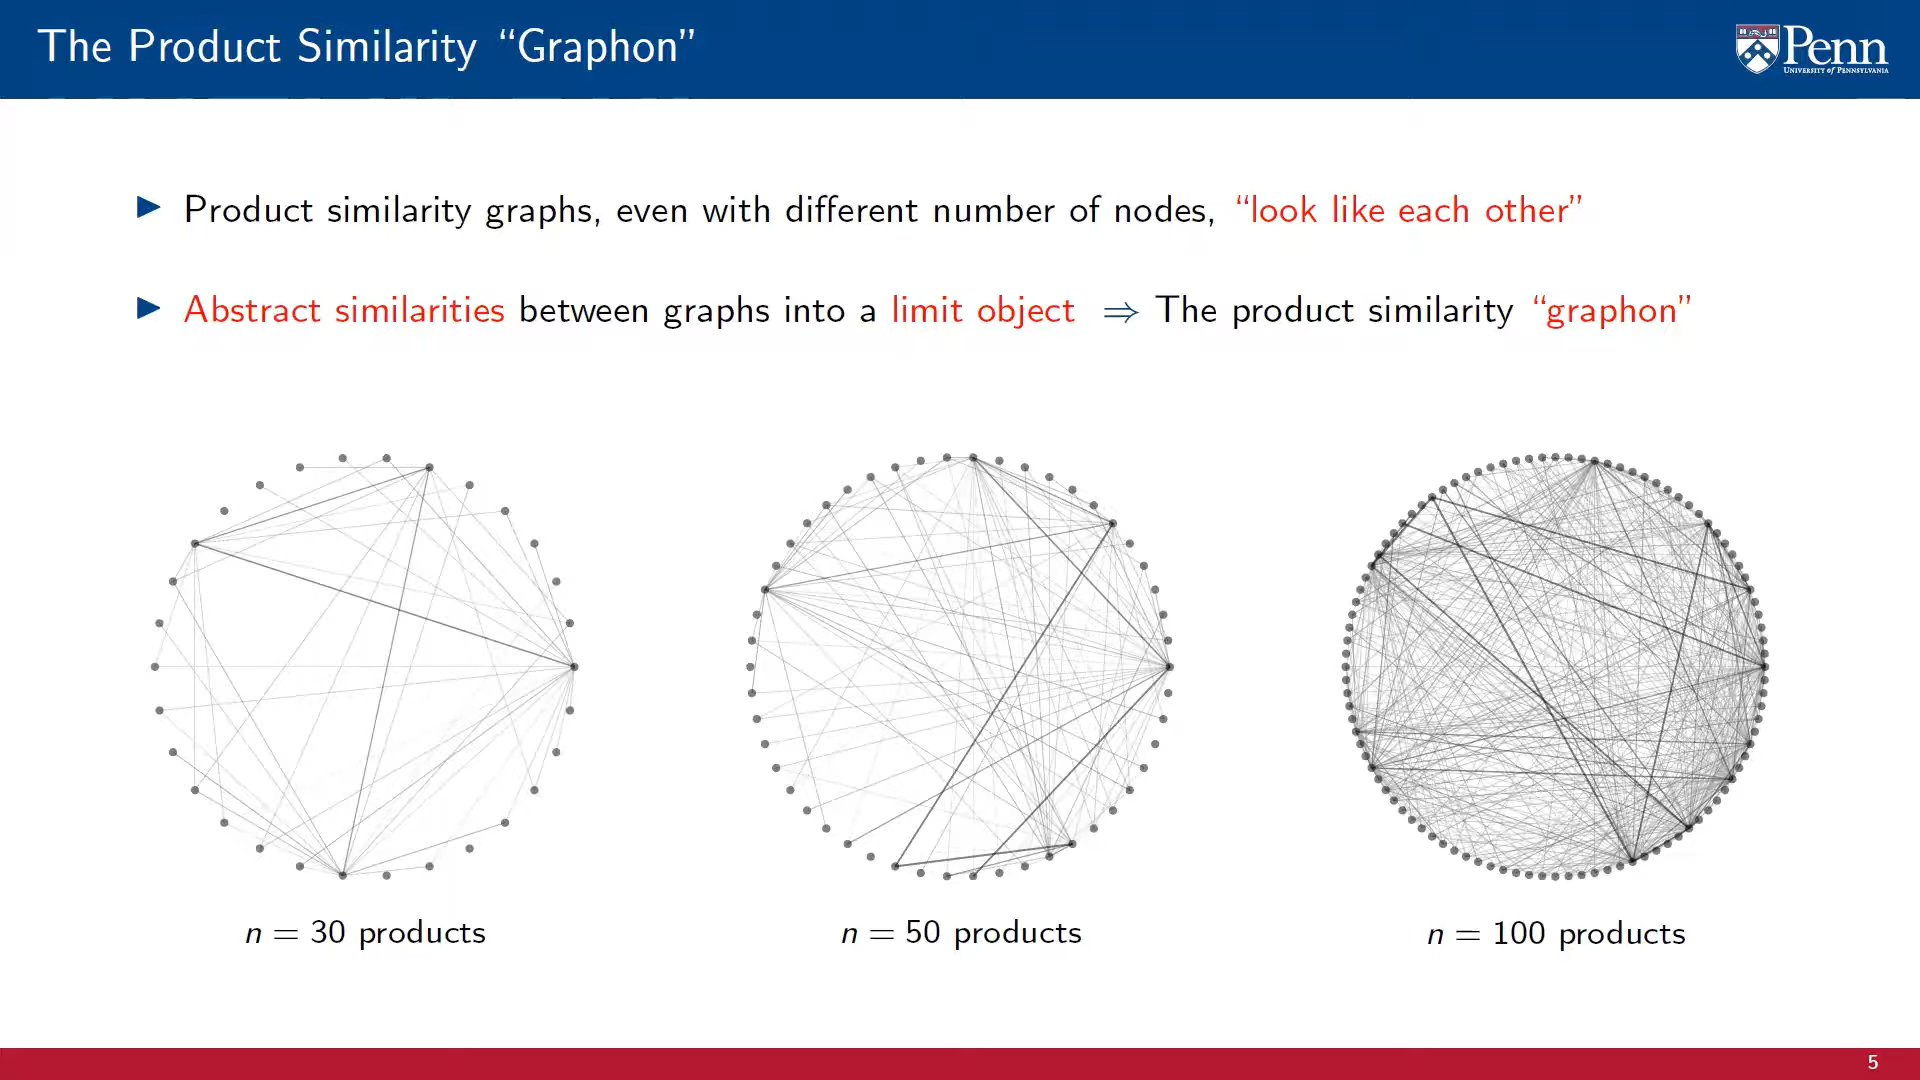 The Product Similarity “Graphon”
Penn
UNIVERSITY of PENNSYLVANIA
▶ Product similarity graphs, even with different number of nodes, “look like each other”
▶ Abstract similarities between graphs into a limit object ⇒ The product similarity “graphon”
n = 30 products
n = 50 products
n = 100 products
5